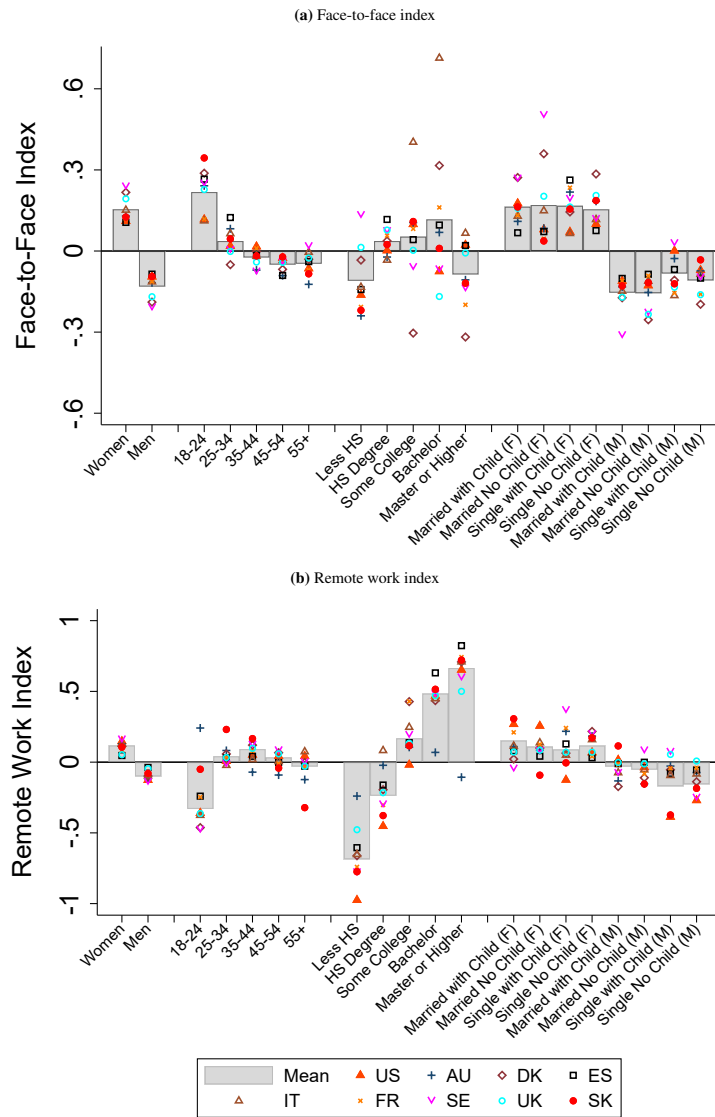 (a) Face-to-face index
Face-to-Face Index
.6
.3
0
-.3
-.6
Women
Men
18-24
25-34
35-44
45-54
55+
Less HS
HS Degree
Some College
Bachelor
Master or Higher
Married with Child (F)
Married No Child (F)
Single with Child (F)
Single No Child (F)
Married with Child (M)
Married No Child (M)
Single with Child (M)
Single No Child (M)
(b) Remote work index
Remote Work Index
1
.5
0
-.5
-1
Women
Men
18-24
25-34
35-44
45-54
55+
Less HS
HS Degree
Some College
Bachelor
Master or Higher
Married with Child (F)
Married No Child (F)
Single with Child (F)
Single No Child (F)
Married with Child (M)
Married No Child (M)
Single with Child (M)
Single No Child (M)
Mean US AU DK ES
IT FR SE UK SK